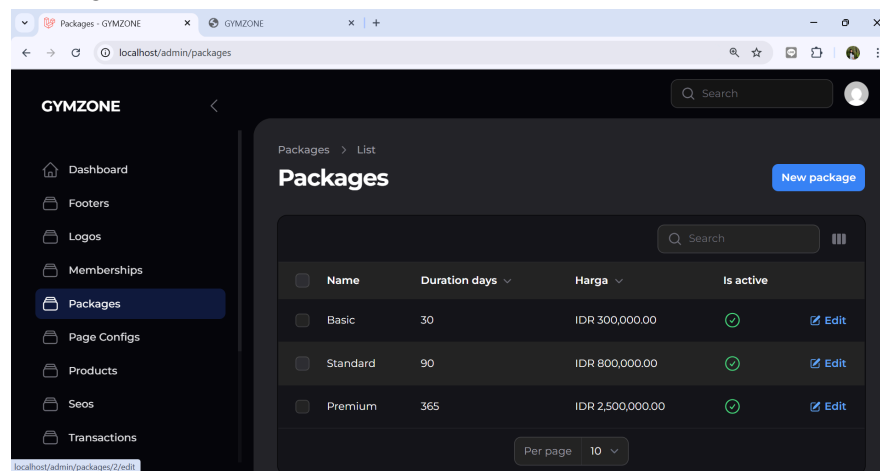 Packages - GYMZONE
GYMZONE
localhost/admin/packages
GYMZONE
Search
Dashboard
Footers
Logos
Memberships
Packages
Page Configs
Products
Seos
Transactions
Packages > List
Packages
New package
Search
Name Duration days Harga Is active
Basic 30 IDR 300,000.00 Edit
Standard 90 IDR 800,000.00 Edit
Premium 365 IDR 2,500,000.00 Edit
Per page 10
localhost/admin/packages/2/edit